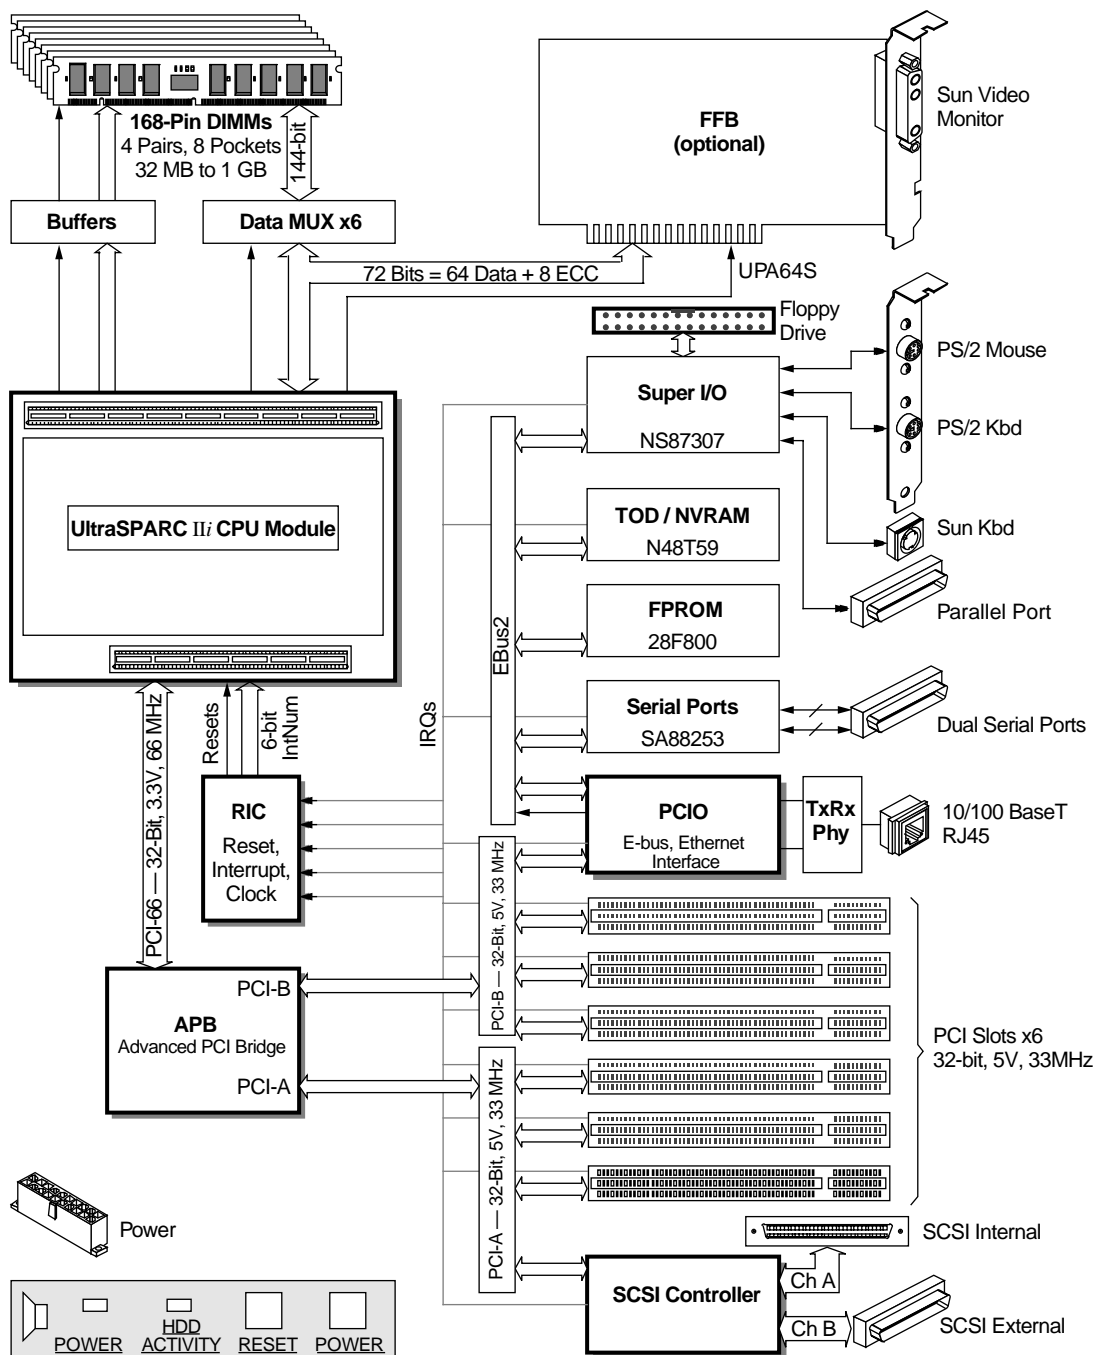 168-Pin DIMMs
4 Pairs, 8 Pockets
32 MB to 1 GB
144-bit
FFB
(optional)
Sun Video
Monitor
Buffers
Data MUX x6
72 Bits = 64 Data + 8 ECC
UPA64S
Floppy
Drive
PS/2 Mouse
Super I/O
NS87307
PS/2 Kbd
UltraSPARC IIi CPU Module
TOD / NVRAM
N48T59
Sun Kbd
FPROM
28F800
Parallel Port
EBus2
Serial Ports
SA88253
Dual Serial Ports
IRQs
PCI-66 — 32-Bit, 3.3V, 66 MHz
Resets
6-bit
IntNum
RIC
Reset,
Interrupt,
Clock
PCIO
E-bus, Ethernet
Interface
TxRx
Phy
10/100 BaseT
RJ45
PCI-B — 32-Bit, 5V, 33 MHz
PCI-B
APB
Advanced PCI Bridge
PCI-A
PCI Slots x6
32-bit, 5V, 33MHz
PCI-A — 32-Bit, 5V, 33 MHz
Power
SCSI Internal
SCSI Controller
Ch A
Ch B
SCSI External
POWER
HDD
ACTIVITY
RESET
POWER